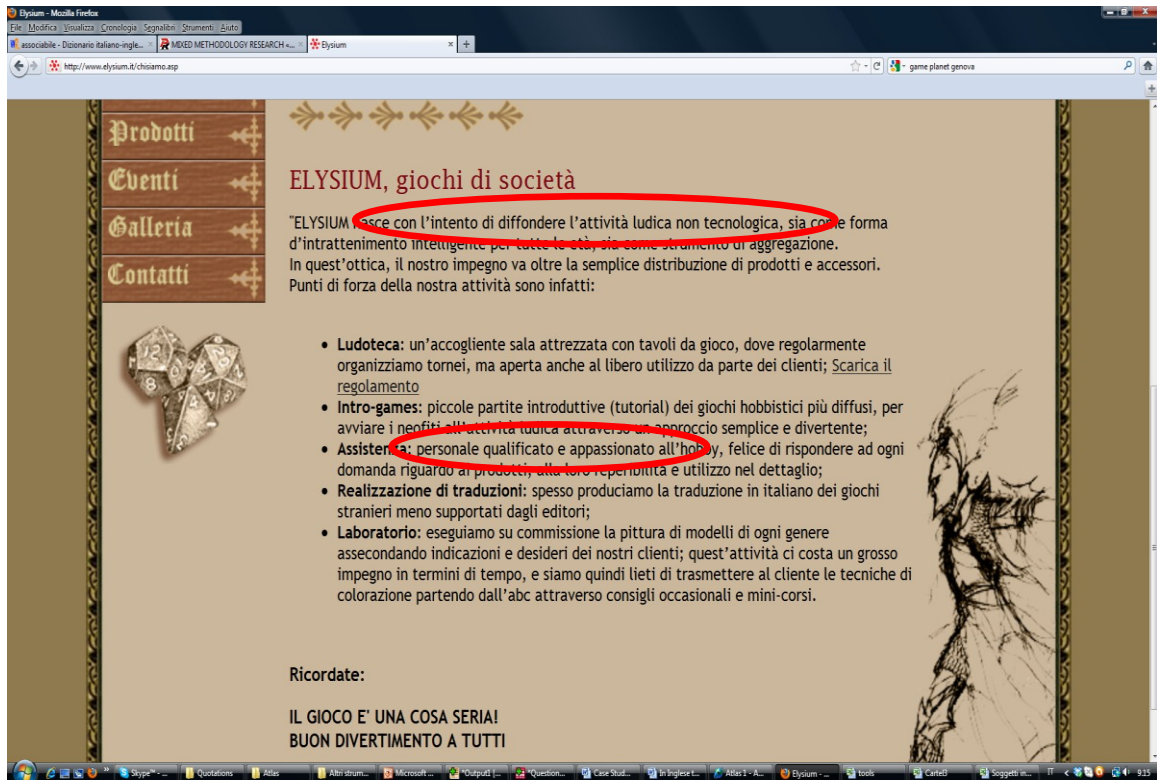 Elysium - Mozilla Firefox
File Modifica Visualizza Cronologia Segnalibri Strumenti Aiuto
associabile - Dizionario italiano-ingle... MIXED METHODOLOGY RESEARCH «... Elysium
http://www.elysium.it/chisiamo.asp game planet genova
Prodotti
Eventi
Galleria
Contatti
ELYSIUM, giochi di società
"ELYSIUM nasce con l'intento di diffondere l'attività ludica non tecnologica, sia come forma
d'intrattenimento intelligente per tutte le età, sia come strumento di aggregazione.
In quest'ottica, il nostro impegno va oltre la semplice distribuzione di prodotti e accessori.
Punti di forza della nostra attività sono infatti:
• Ludoteca: un'accogliente sala attrezzata con tavoli da gioco, dove regolarmente
organizziamo tornei, ma aperta anche al libero utilizzo da parte dei clienti; Scarica il
regolamento
• Intro-games: piccole partite introduttive (tutorial) dei giochi hobbistici più diffusi, per
avviare i neofiti all'attività ludica attraverso un approccio semplice e divertente;
• Assistenza: personale qualificato e appassionato all'hobby, felice di rispondere ad ogni
domanda riguardo ai prodotti, alla loro reperibilità e utilizzo nel dettaglio;
• Realizzazione di traduzioni: spesso produciamo la traduzione in italiano dei giochi
stranieri meno supportati dagli editori;
• Laboratorio: eseguiamo su commissione la pittura di modelli di ogni genere
assecondando indicazioni e desideri dei nostri clienti; quest'attività ci costa un grosso
impegno in termini di tempo, e siamo quindi lieti di trasmettere al cliente le tecniche di
colorazione partendo dall'abc attraverso consigli occasionali e mini-corsi.
Ricordate:
IL GIOCO E' UNA COSA SERIA!
BUON DIVERTIMENTO A TUTTI
Skype™ - ... Quotations Atlas Altri strum... Microsoft ... *Output1 [... *Question... Case Stud... In Inglese t... Atlas 1 - A... Elysium - ... tools Cartel3 Soggetti in... IT 9.15